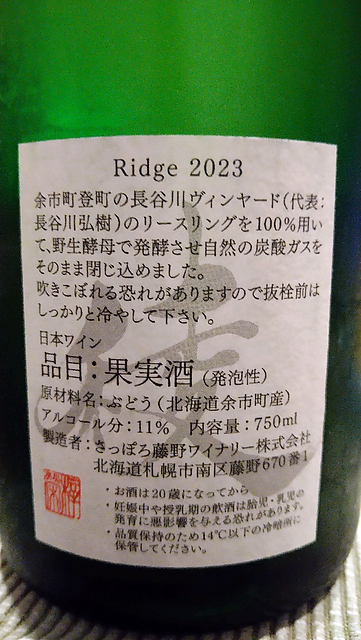 Ridge 2023
余市町登町の長谷川ヴィンヤード(代表:
長谷川弘樹)のリースリングを100%用い
て、野生酵母で発酵させ自然の炭酸ガスを
そのまま閉じ込めました。
吹きこぼれる恐れがありますので抜栓前は
しっかりと冷やして下さい。
日本ワイン
品目:果実酒(発泡性)
原材料名:ぶどう(北海道余市町産)
アルコール分:11% 内容量:750ml
製造者:さっぽろ藤野ワイナリー株式会社
北海道札幌市南区藤野670番1
・お酒は20歳になってから
・妊娠中や授乳期の飲酒は胎児・乳児の
発育に悪影響を与える恐れがあります。
・品質保持のため14℃以下の冷暗所に
保管してください。